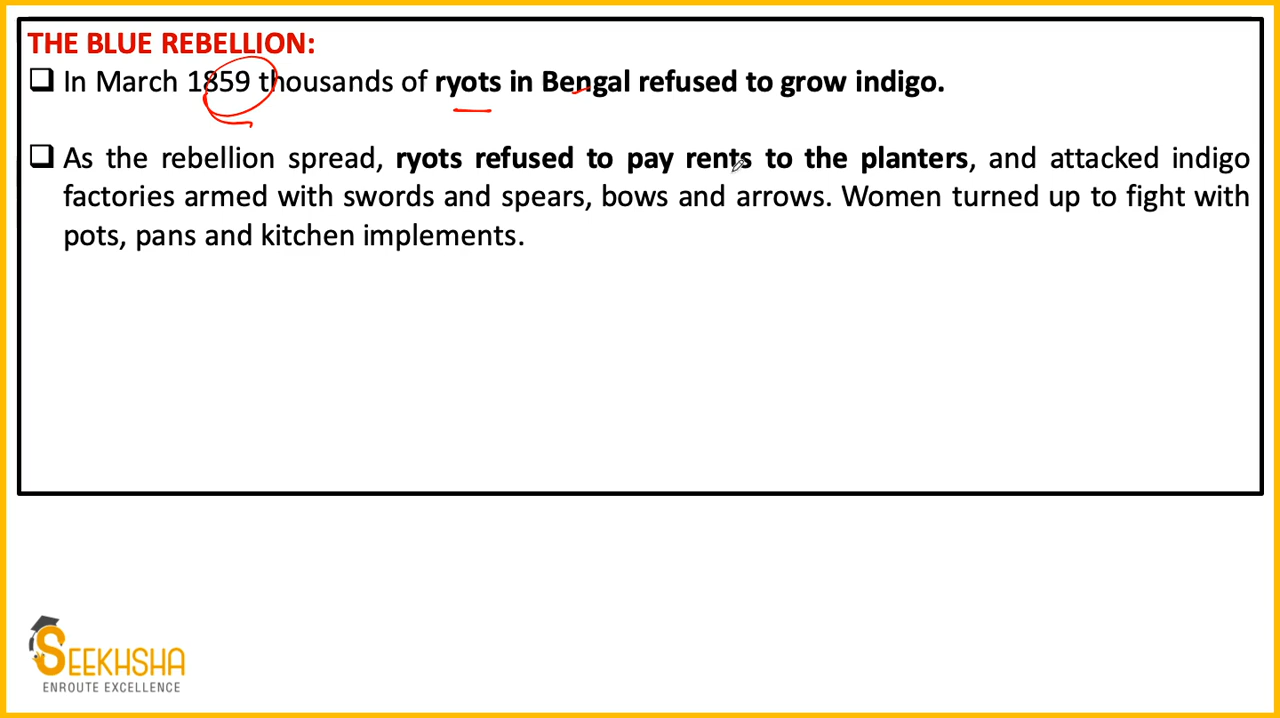 THE BLUE REBELLION:
❑ In March 1859 thousands of ryots in Bengal refused to grow indigo.
❑ As the rebellion spread, ryots refused to pay rents to the planters, and attacked indigo
factories armed with swords and spears, bows and arrows. Women turned up to fight with
pots, pans and kitchen implements.
SEEKHSHA
ENROUTE EXCELLENCE